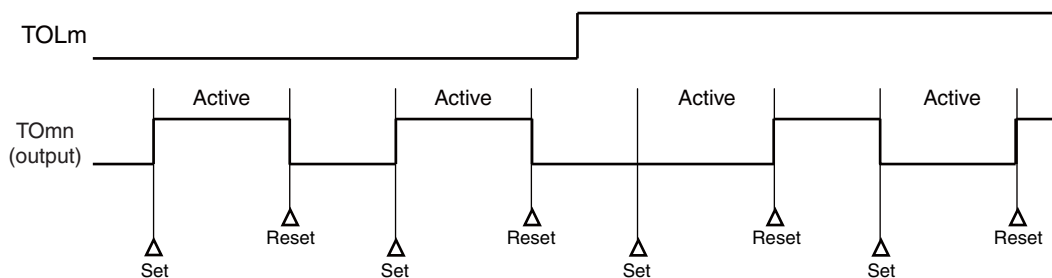 TOLm
Active Active Active Active
TOmn
(output)
Reset Reset Reset Reset
Set Set Set Set